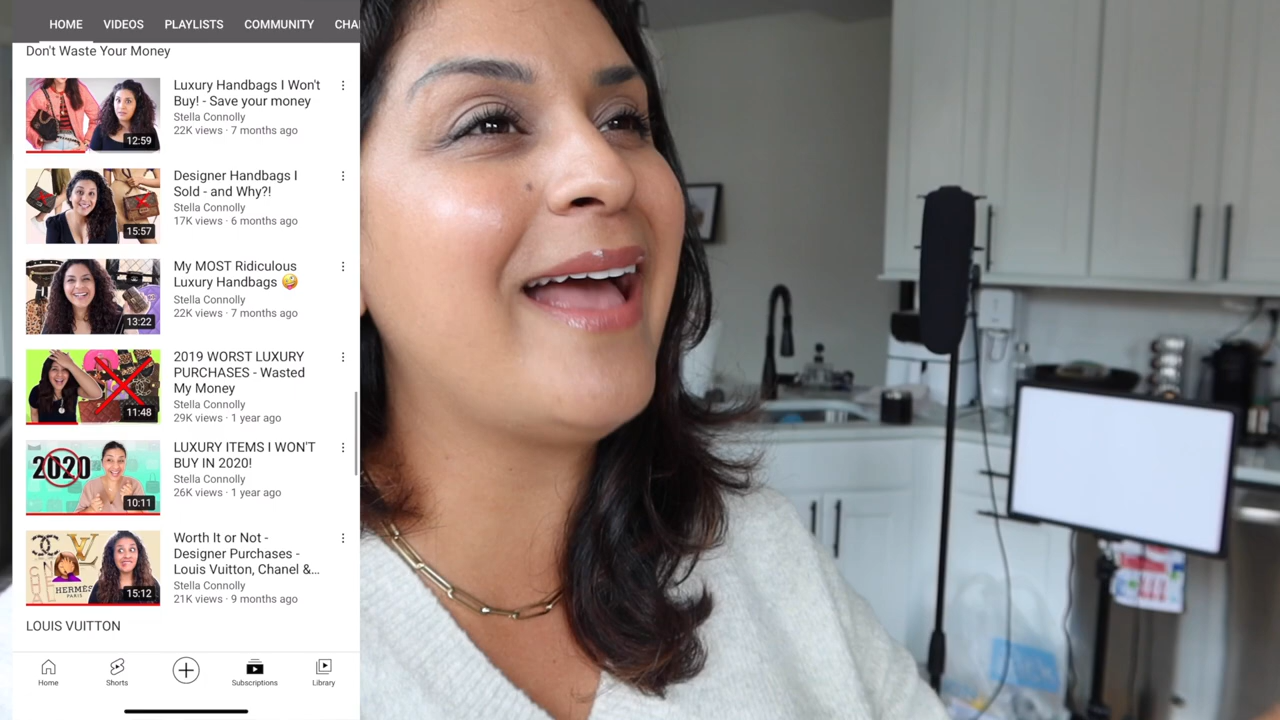 HOME VIDEOS PLAYLISTS COMMUNITY CHA
Don't Waste Your Money
Luxury Handbags I Won't
Buy! - Save your money
Stella Connolly
22K views · 7 months ago
12:59
Designer Handbags I
Sold - and Why?!
Stella Connolly
17K views · 6 months ago
15:57
My MOST Ridiculous
Luxury Handbags 🤪
Stella Connolly
22K views · 7 months ago
13:22
2019 WORST LUXURY
PURCHASES - Wasted
My Money
Stella Connolly
29K views · 1 year ago
11:48
LUXURY ITEMS I WON'T
BUY IN 2020!
Stella Connolly
26K views · 1 year ago
2020
10:11
Worth It or Not -
Designer Purchases -
Louis Vuitton, Chanel &...
Stella Connolly
21K views · 9 months ago
HERMES
PARIS
15:12
LOUIS VUITTON
Home Shorts Subscriptions Library